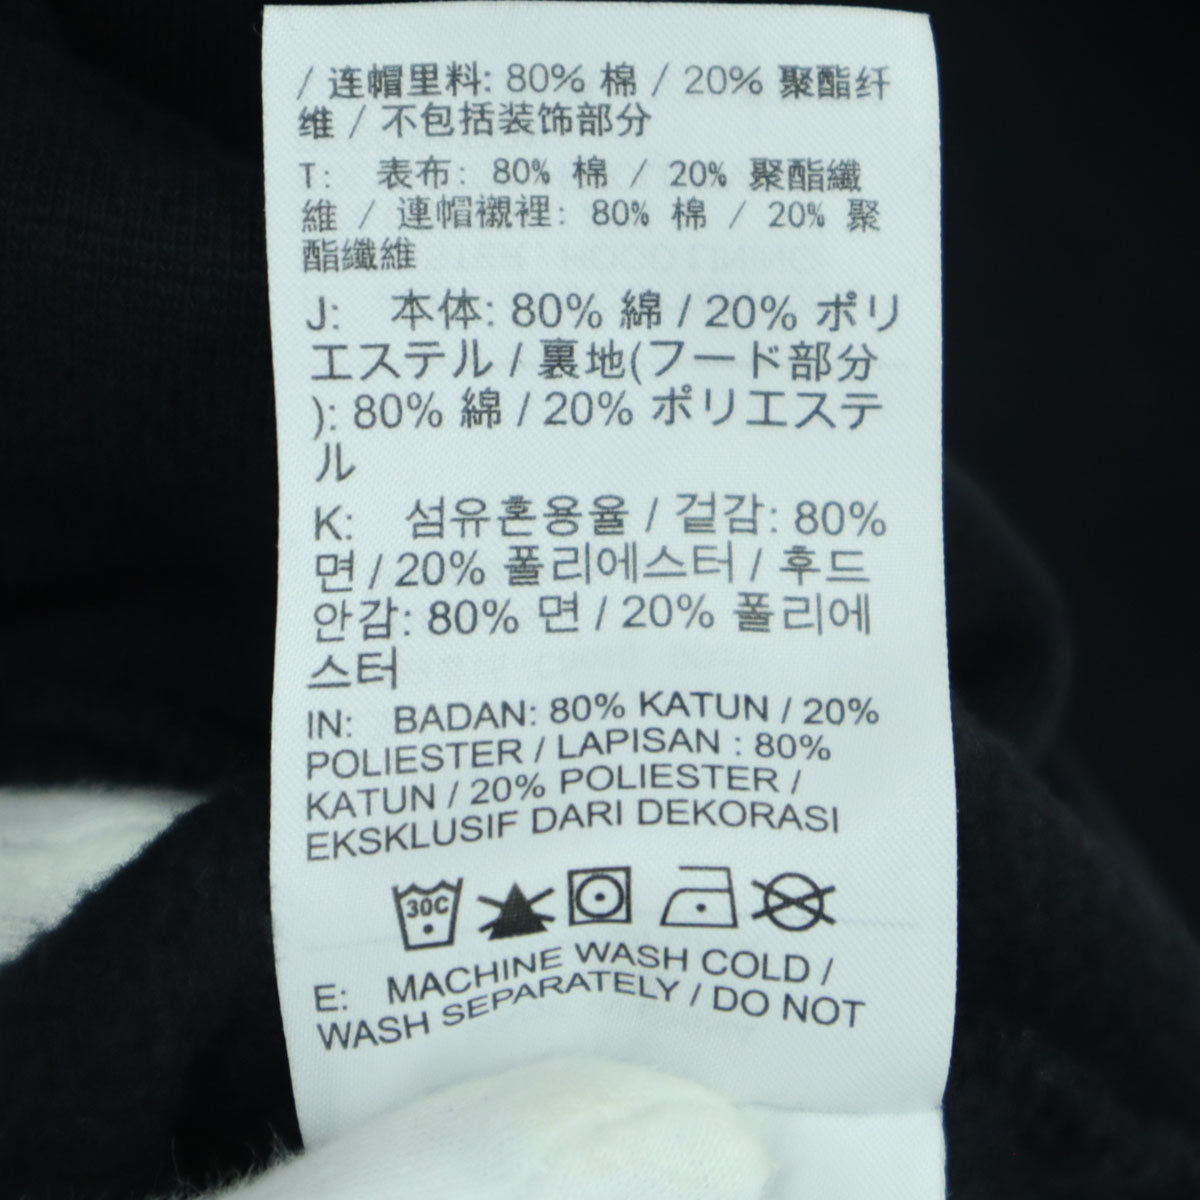 / 连帽里料: 80% 棉 / 20% 聚酯纤
维 / 不包括装饰部分
T: 表布: 80% 棉 / 20% 聚酯纖
維 / 連帽襯裡: 80% 棉 / 20% 聚
酯纖維
J: 本体: 80% 綿 / 20% ポリ
エステル / 裏地(フード部分
): 80% 綿 / 20% ポリエステ
ル
K: 섬유혼용율 / 겉감: 80%
면 / 20% 폴리에스터 / 후드
안감: 80% 면 / 20% 폴리에
스터
IN: BADAN: 80% KATUN / 20%
POLIESTER / LAPISAN : 80%
KATUN / 20% POLIESTER /
EKSKLUSIF DARI DEKORASI
30C
E: MACHINE WASH COLD /
WASH SEPARATELY / DO NOT